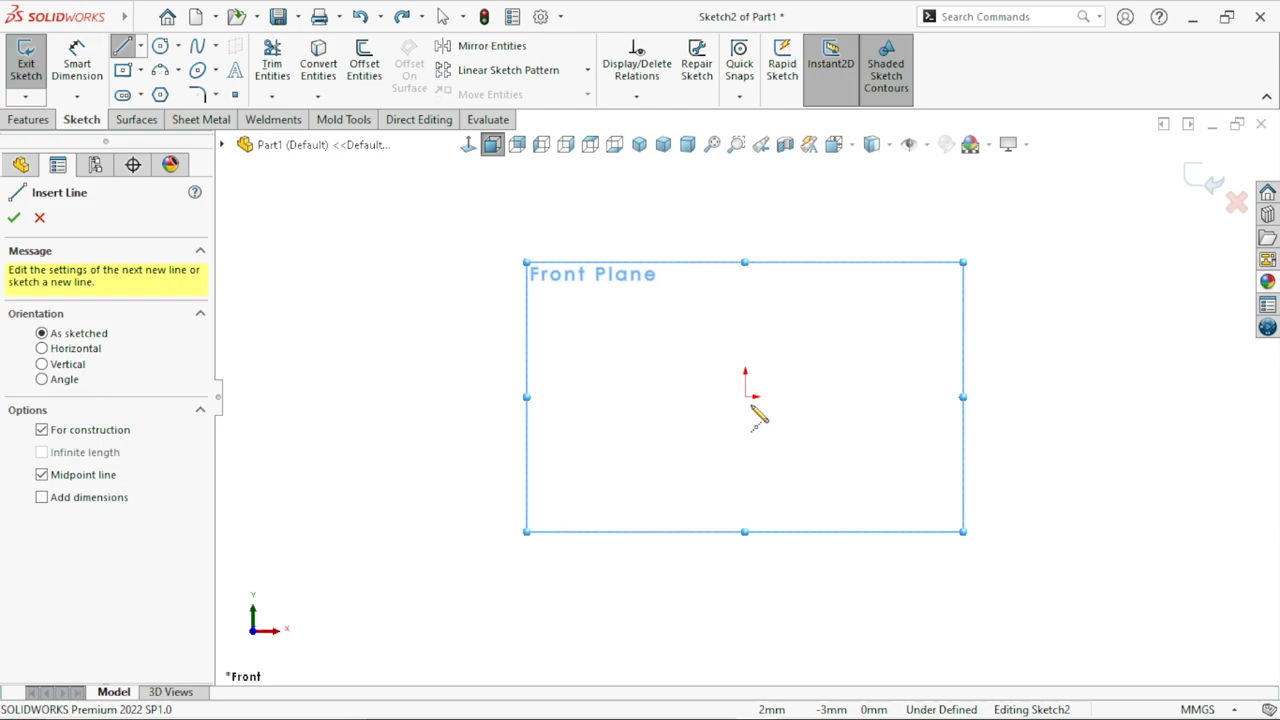 SOLIDWORKS
Sketch2 of Part1 *
Search Commands
Exit Sketch
Smart Dimension
Trim Entities
Convert Entities
Offset Entities
Offset On Surface
Mirror Entities
Linear Sketch Pattern
Move Entities
Display/Delete Relations
Repair Sketch
Quick Snaps
Rapid Sketch
Instant2D
Shaded Sketch Contours
Features
Sketch
Surfaces
Sheet Metal
Weldments
Mold Tools
Direct Editing
Evaluate
Part1 (Default) <<Default...
Insert Line
Message
Edit the settings of the next new line or
sketch a new line.
Orientation
As sketched
Horizontal
Vertical
Angle
Options
For construction
Infinite length
Midpoint line
Add dimensions
Front Plane
Y
X
*Front
Model
3D Views
SOLIDWORKS Premium 2022 SP1.0
2mm
-3mm
0mm
Under Defined
Editing Sketch2
MMGS